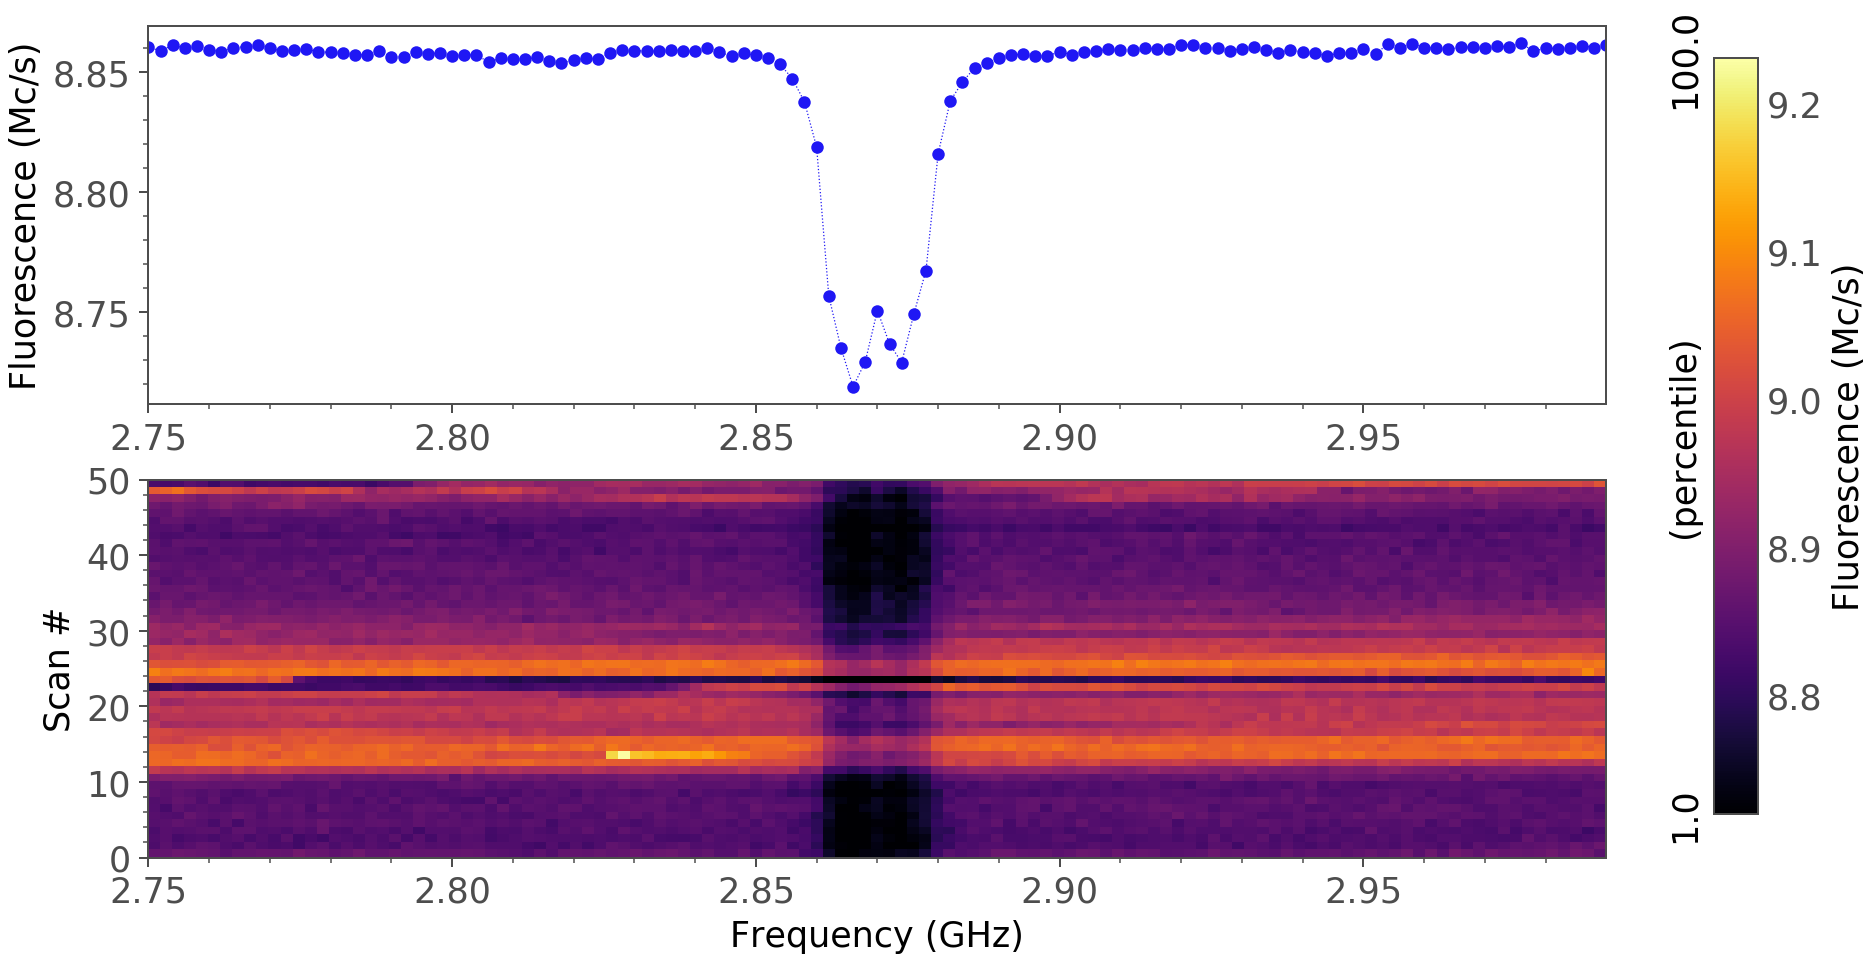 Fluorescence (Mc/s)
8.85
8.80
8.75
2.75 2.80 2.85 2.90 2.95
Scan #
50
40
30
20
10
0
2.75 2.80 2.85 2.90 2.95
Frequency (GHz)
100.0
(percentile)
1.0
9.2
9.1
9.0
8.9
8.8
Fluorescence (Mc/s)